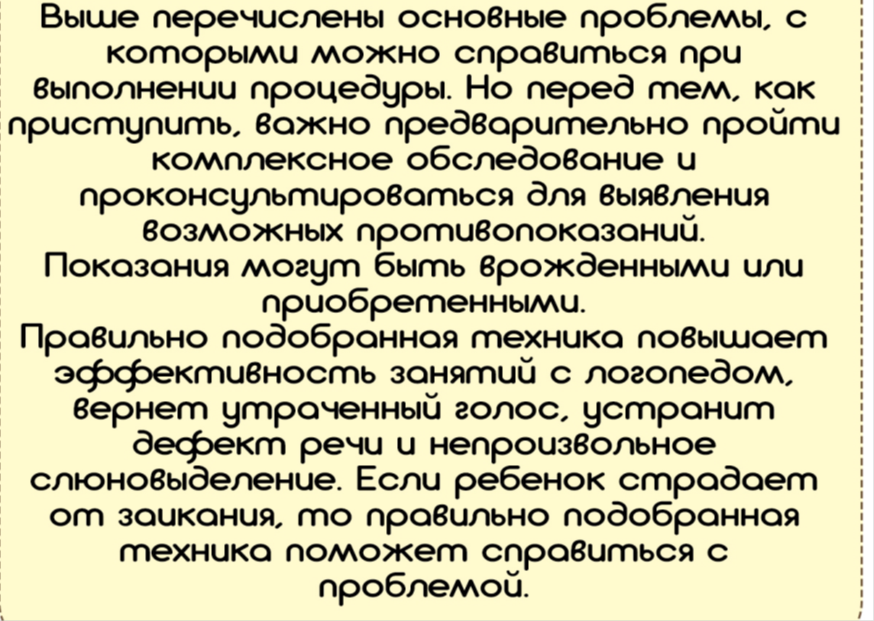 Выше перечислены основные проблемы, с
которыми можно справиться при
выполнении процедуры. Но перед тем, как
приступить, важно предварительно пройти
комплексное обследование и
проконсультироваться для выявления
возможных противопоказаний.
Показания могут быть врожденными или
приобретенными.
Правильно подобранная техника повышает
эффективность занятий с логопедом,
вернет утраченный голос, устранит
дефект речи и непроизвольное
слюновыделение. Если ребенок страдает
от заикания, то правильно подобранная
техника поможет справиться с
проблемой.